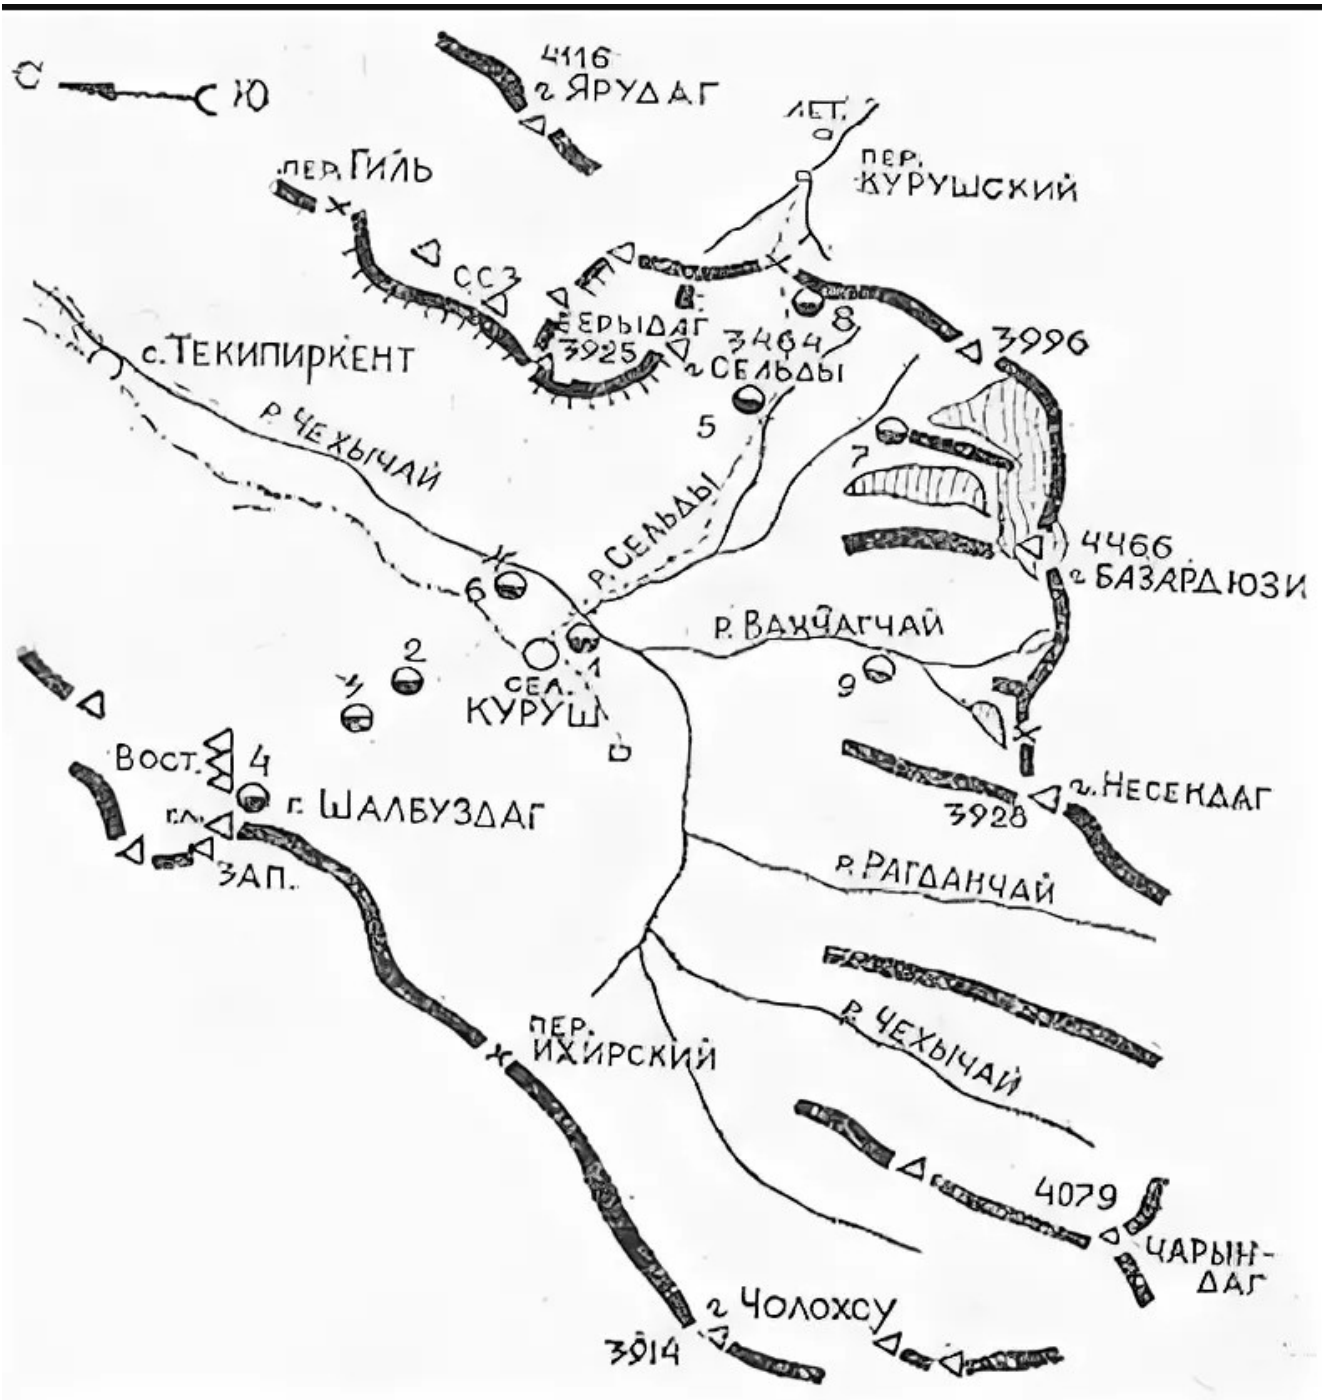 4116
г ЯРУДАГ
С Ю
ЛЕТ.
ПЕР.
КУРУШСКИЙ
ПЕР. ГИЛЬ
ССЗ
8
ЕРЫДАГ
3925
3464
г СЕЛЬДЫ
3996
с. ТЕКИПИРКЕНТ
5
7
р. ЧЕХЫЧАЙ
р. СЕЛЬДЫ
4466
г БАЗАРДЮЗИ
6
р. ВАХЧАГЧАЙ
1
2
9
СЕЛ.
КУРУШ
ВОСТ.
4
г. НЕСЕНДАГ
3928
г. ШАЛБУЗДАГ
ГЛ.
ЗАП.
р. РАГДАНЧАЙ
р. ЧЕХЫЧАЙ
ПЕР.
ИХИРСКИЙ
4079
ЧАРЫН-
ДАГ
г ЧОЛОХСУ
3914